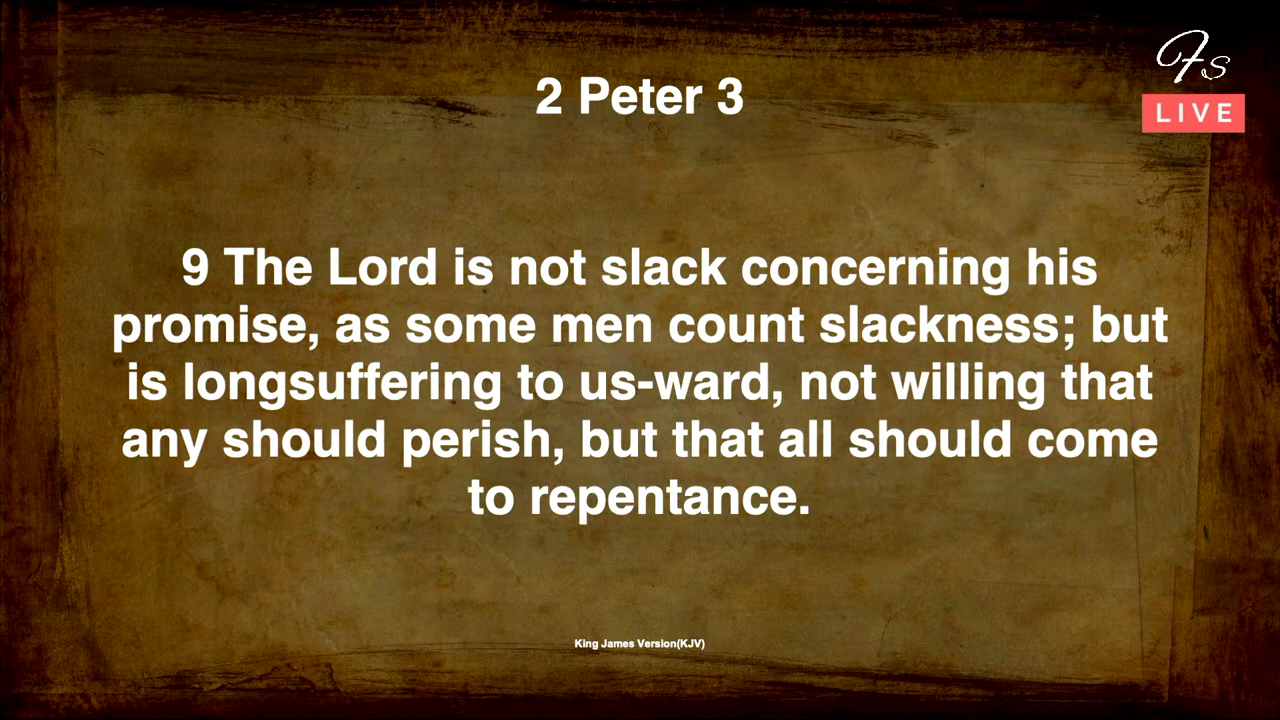 Fs
LIVE
2 Peter 3
9 The Lord is not slack concerning his
promise, as some men count slackness; but
is longsuffering to us-ward, not willing that
any should perish, but that all should come
to repentance.
King James Version(KJV)